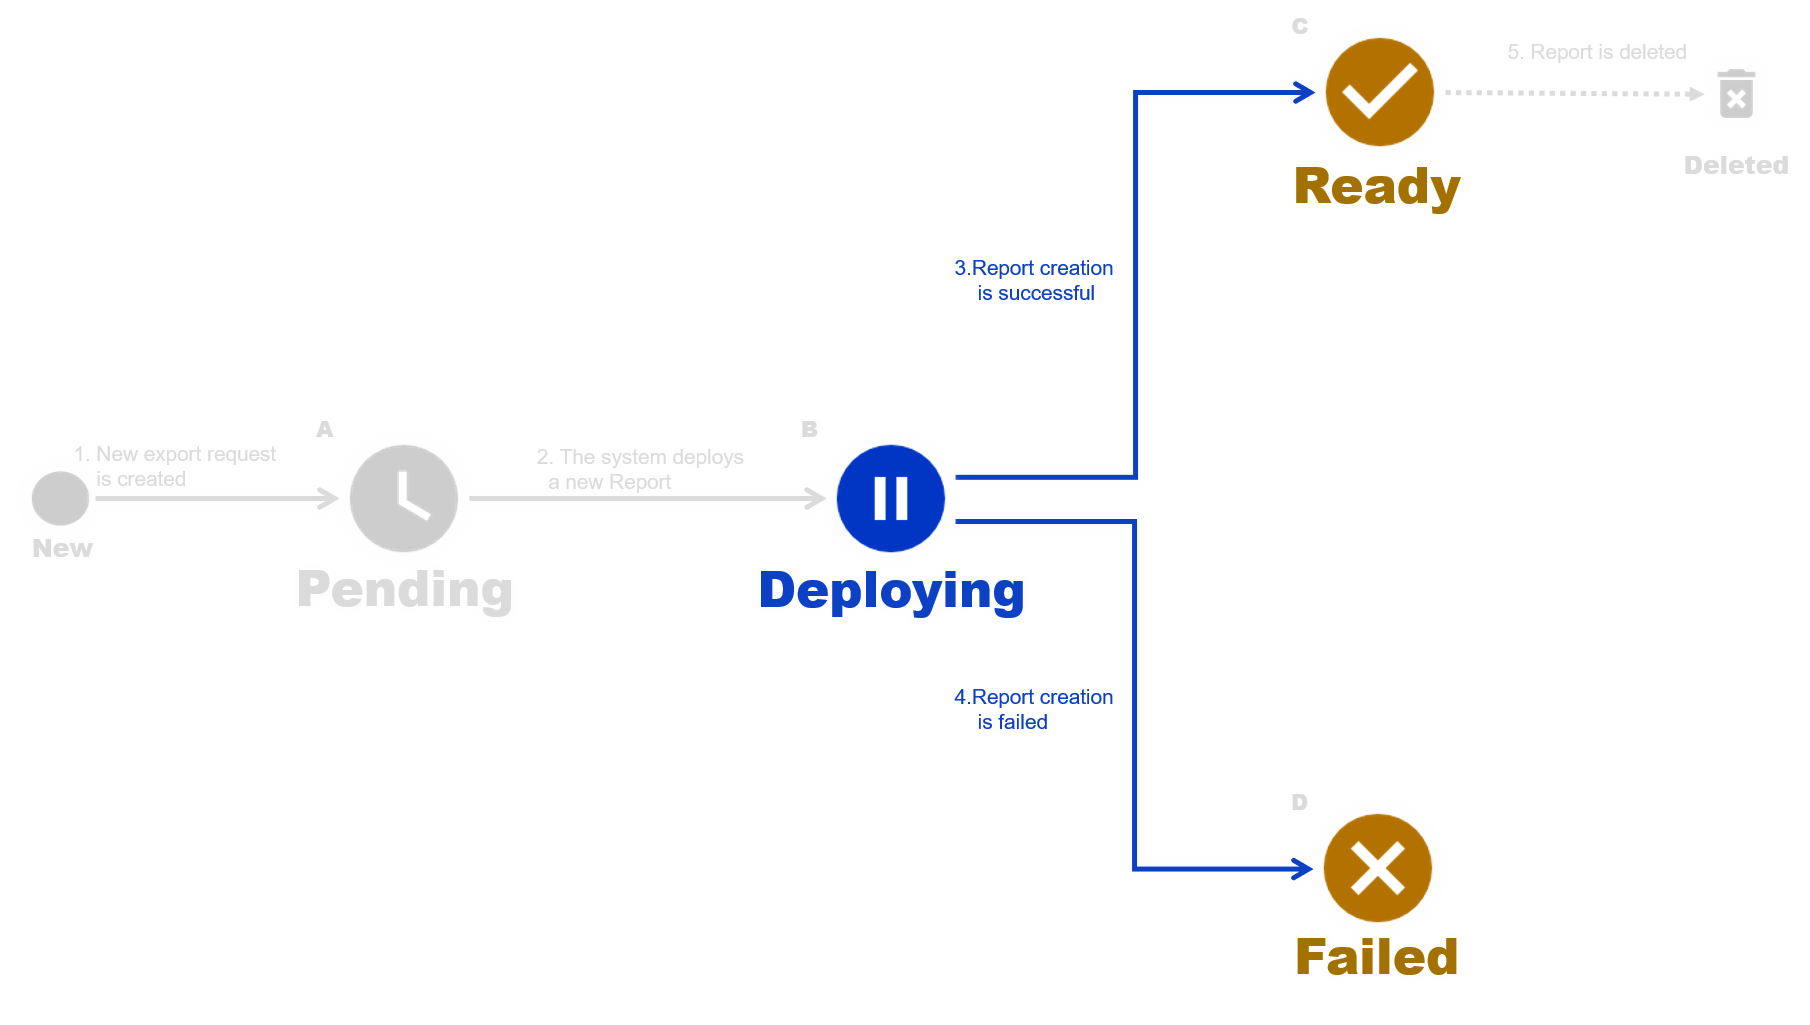 C
5. Report is deleted
Ready
Deleted
3.Report creation
is successful
A
B
1. New export request
is created
2. The system deploys
a new Report
New
Pending
Deploying
4.Report creation
is failed
D
Failed